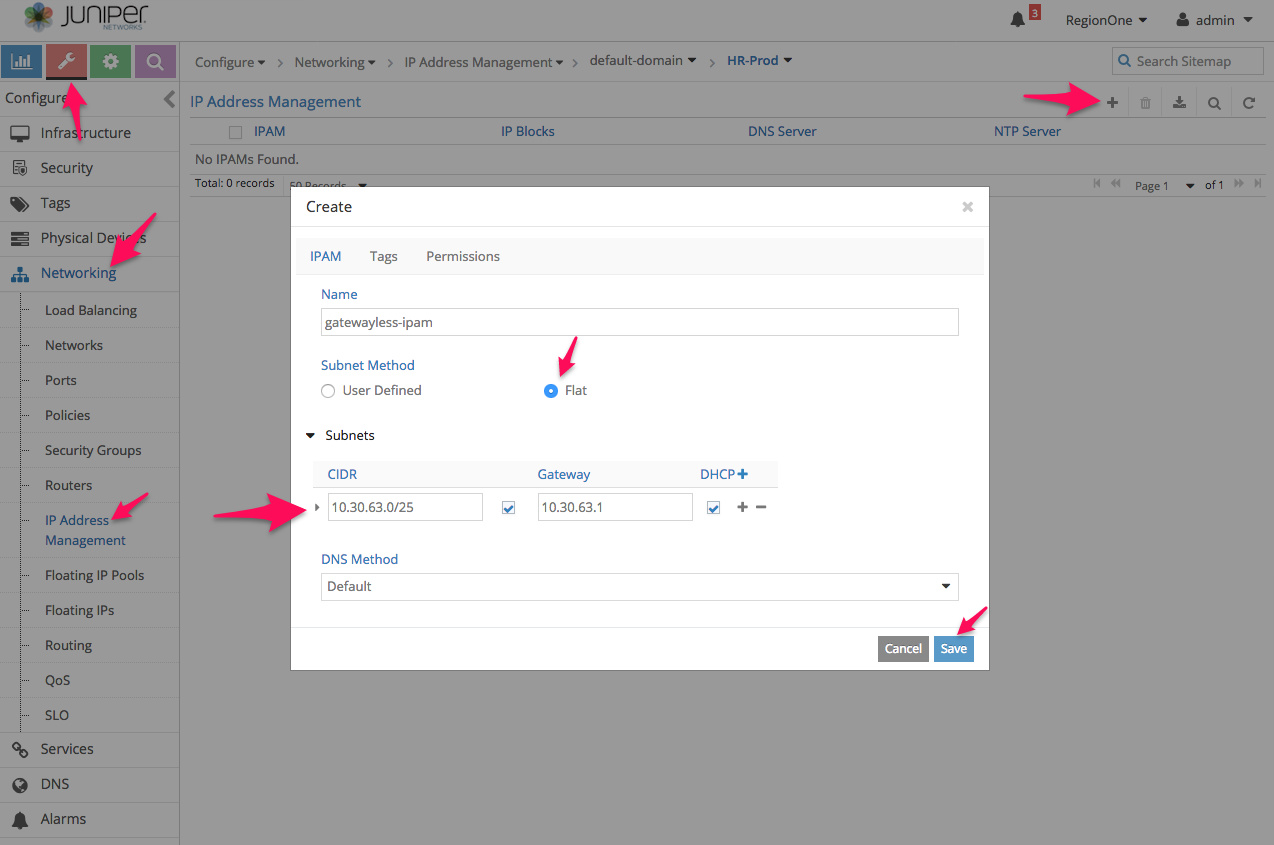 JUNIPER
NETWORKS
3
RegionOne
admin
Configure
Networking
IP Address Management
default-domain
HR-Prod
Search Sitemap
Configure
IP Address Management
Infrastructure
Security
Tags
Physical Devices
Networking
Load Balancing
Networks
Ports
Policies
Security Groups
Routers
IP Address
Management
Floating IP Pools
Floating IPs
Routing
QoS
SLO
Services
DNS
Alarms
IPAM IP Blocks DNS Server NTP Server
No IPAMs Found.
Total: 0 records 50 Records Page 1 of 1
Create
IPAM Tags Permissions
Name
gatewayless-ipam
Subnet Method
User Defined Flat
Subnets
CIDR Gateway DHCP
10.30.63.0/25 10.30.63.1
DNS Method
Default
Cancel Save